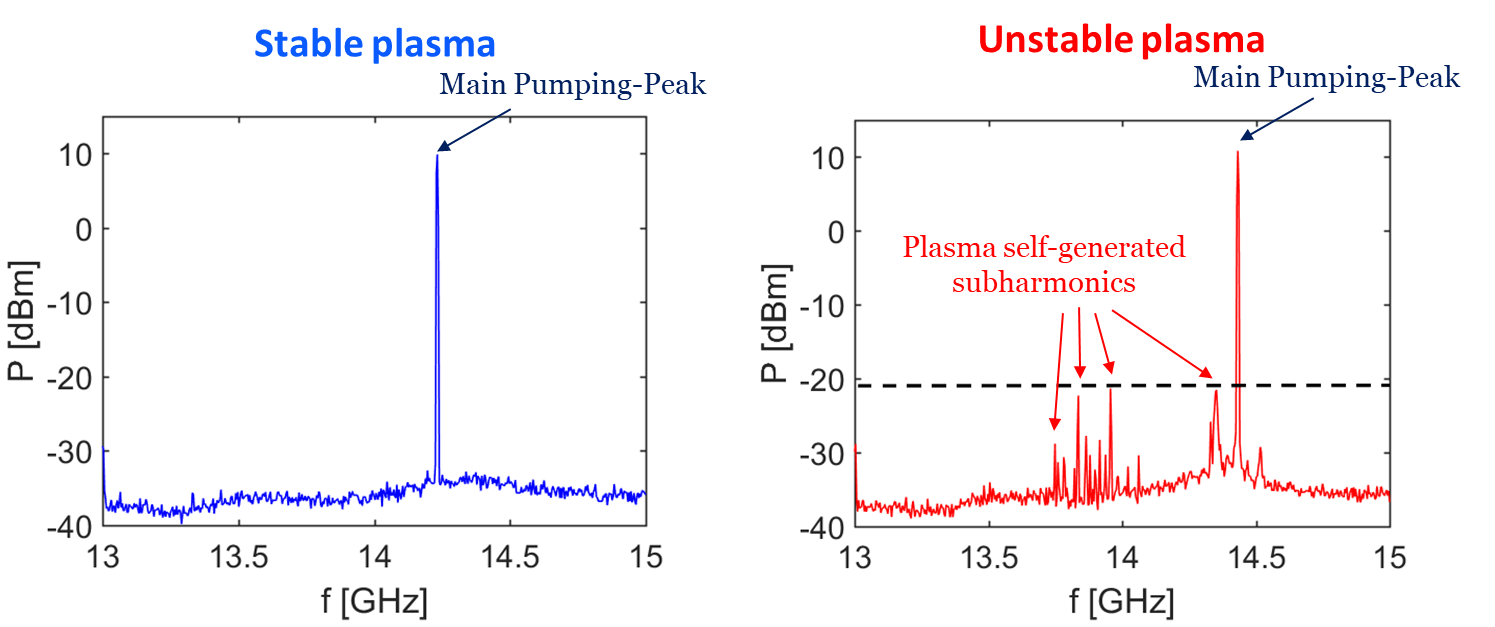 Stable plasma
Main Pumping-Peak
10
0
-10
-20
-30
-40
P [dBm]
13
13.5
14
14.5
15
f [GHz]
Unstable plasma
Main Pumping-Peak
Plasma self-generated
subharmonics
10
0
-10
-20
-30
-40
P [dBm]
13
13.5
14
14.5
15
f [GHz]